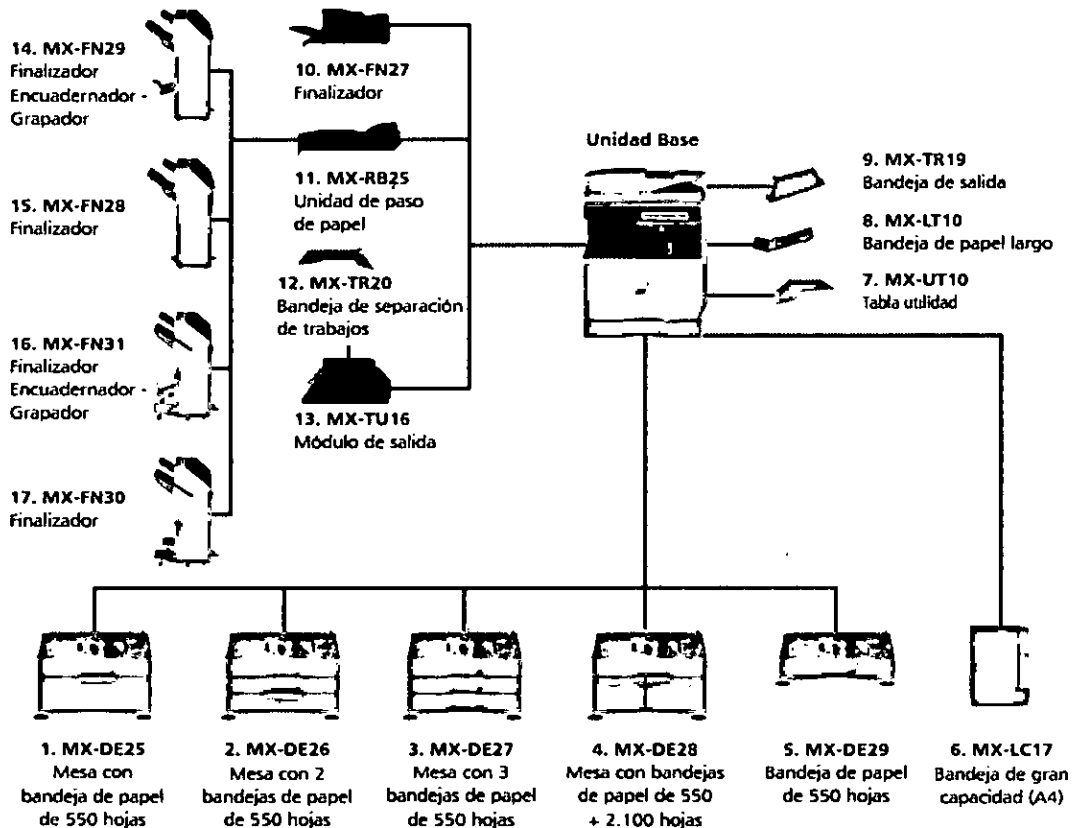 14. MX-FN29
Finalizador
Encuadernador -
Grapador
15. MX-FN28
Finalizador
16. MX-FN31
Finalizador
Encuadernador -
Grapador
17. MX-FN30
Finalizador
10. MX-FN27
Finalizador
11. MX-RB25
Unidad de paso
de papel
12. MX-TR20
Bandeja de separación
de trabajos
13. MX-TU16
Módulo de salida
Unidad Base
9. MX-TR19
Bandeja de salida
8. MX-LT10
Bandeja de papel largo
7. MX-UT10
Tabla utilidad
1. MX-DE25
Mesa con
bandeja de papel
de 550 hojas
2. MX-DE26
Mesa con 2
bandejas de papel
de 550 hojas
3. MX-DE27
Mesa con 3
bandejas de papel
de 550 hojas
4. MX-DE28
Mesa con bandejas
de papel de 550
+ 2.100 hojas
5. MX-DE29
Bandeja de papel
de 550 hojas
6. MX-LC17
Bandeja de gran
capacidad (A4)